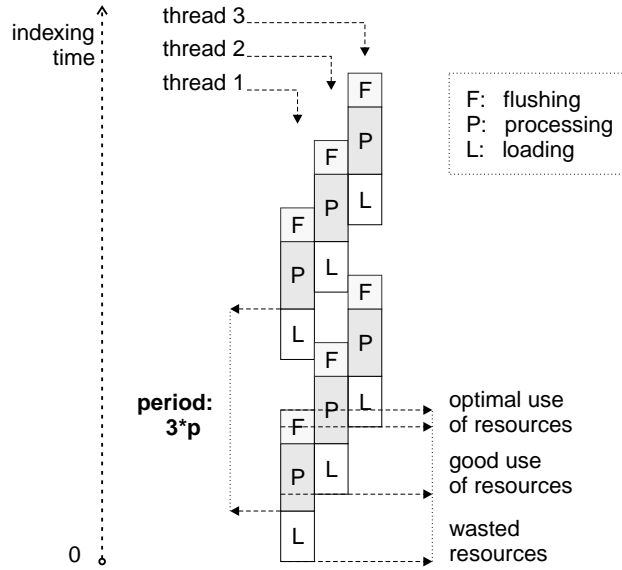 indexing
time
thread 3
thread 2
thread 1
F: flushing
P: processing
L: loading
F
P
L
F
P
L
F
P
L
F
P
L
F
P
L
F
P
L
period:
3*p
optimal use
of resources
good use
of resources
wasted
resources
0